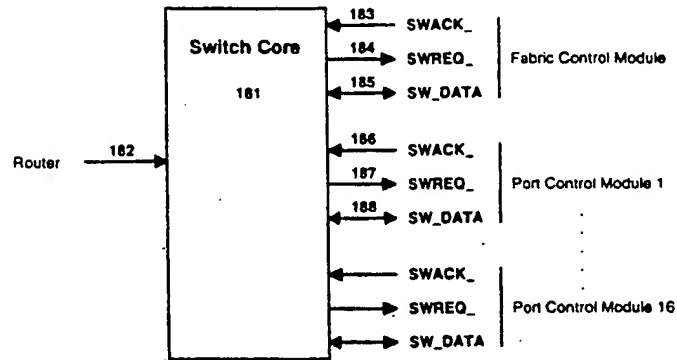 183 SWACK_
Switch Core 184 SWREQ_ Fabric Control Module
181 185 SW_DATA
186 SWACK_
Router 182 187 SWREQ_ Port Control Module 1
188 SW_DATA
SWACK_
SWREQ_ Port Control Module 16
SW_DATA